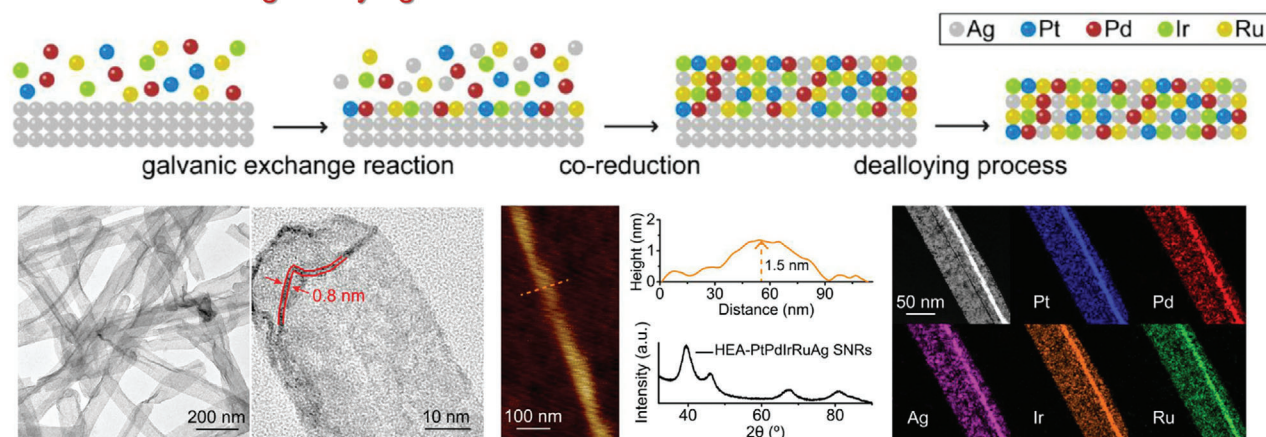 Ag Pt Pd Ir Ru
galvanic exchange reaction
co-reduction
dealloying process
200 nm
0.8 nm
10 nm
100 nm
Height (nm)
2
1
0
1.5 nm
0 30 60 90
Distance (nm)
Intensity (a.u.)
HEA-PtPdIrRuAg SNRs
40 60 80
2θ (º)
50 nm
Pt
Pd
Ag
Ir
Ru